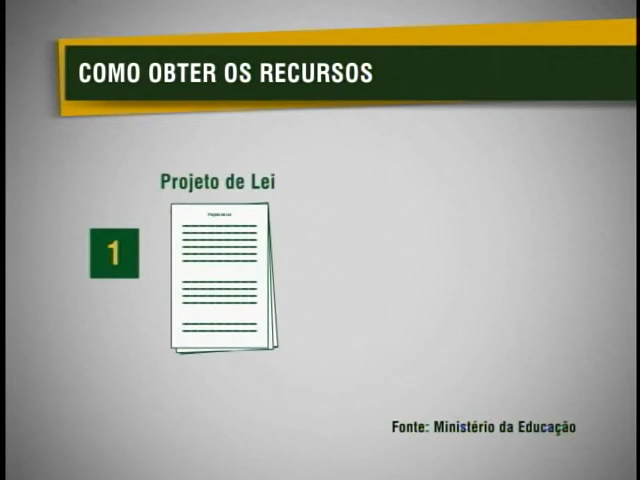 COMO OBTER OS RECURSOS
Projeto de Lei
1
Fonte: Ministério da Educação